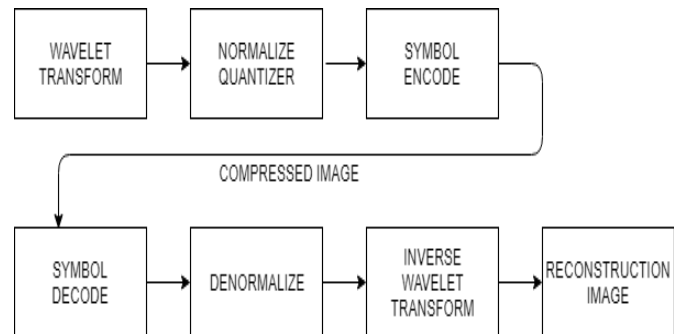 WAVELET
TRANSFORM
NORMALIZE
QUANTIZER
SYMBOL
ENCODE
COMPRESSED IMAGE
SYMBOL
DECODE
DENORMALIZE
INVERSE
WAVELET
TRANSFORM
RECONSTRUCTION
IMAGE